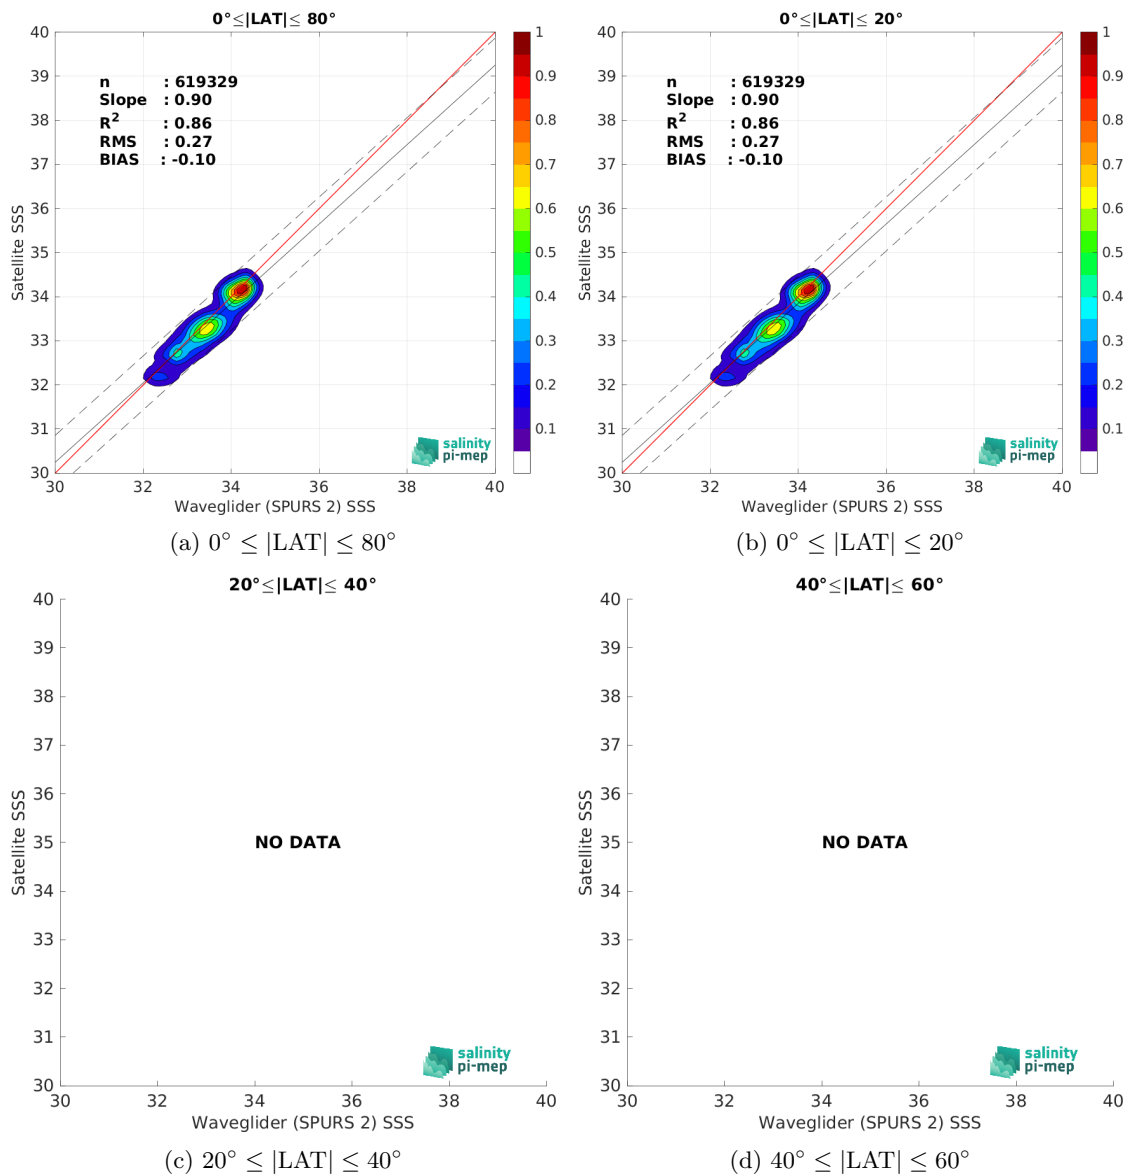 0°≤|LAT|≤ 80°
40
39
38
37
36
35
34
33
32
31
30
Satellite SSS
n : 619329
Slope : 0.90
R² : 0.86
RMS : 0.27
BIAS : -0.10
1
0.9
0.8
0.7
0.6
0.5
0.4
0.3
0.2
0.1
salinity
pi-mep
30 32 34 36 38 40
Waveglider (SPURS 2) SSS
(a) 0° ≤ |LAT| ≤ 80°
0°≤|LAT|≤ 20°
40
39
38
37
36
35
34
33
32
31
30
Satellite SSS
n : 619329
Slope : 0.90
R² : 0.86
RMS : 0.27
BIAS : -0.10
1
0.9
0.8
0.7
0.6
0.5
0.4
0.3
0.2
0.1
salinity
pi-mep
30 32 34 36 38 40
Waveglider (SPURS 2) SSS
(b) 0° ≤ |LAT| ≤ 20°
20°≤|LAT|≤ 40°
40
39
38
37
36
35
34
33
32
31
30
Satellite SSS
NO DATA
salinity
pi-mep
30 32 34 36 38 40
Waveglider (SPURS 2) SSS
(c) 20° ≤ |LAT| ≤ 40°
40°≤|LAT|≤ 60°
40
39
38
37
36
35
34
33
32
31
30
Satellite SSS
NO DATA
salinity
pi-mep
30 32 34 36 38 40
Waveglider (SPURS 2) SSS
(d) 40° ≤ |LAT| ≤ 60°